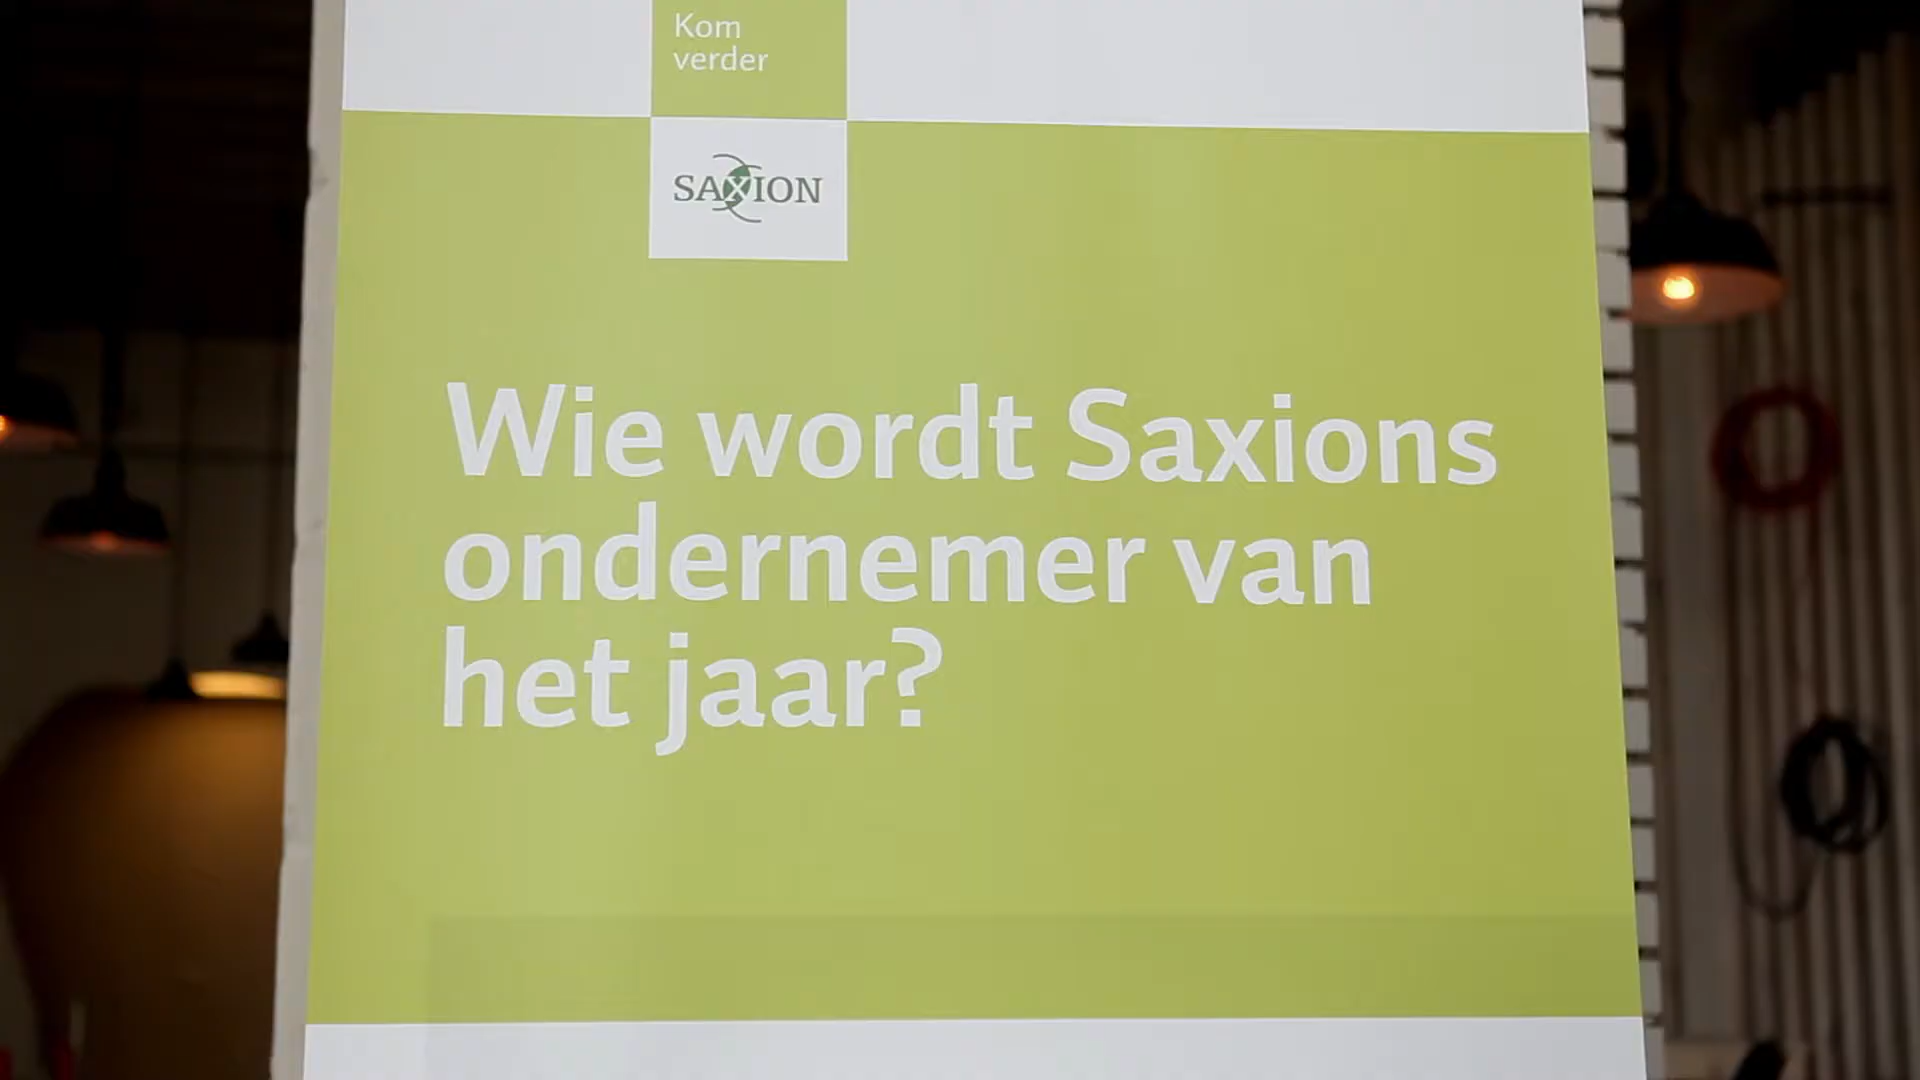 Kom
verder
SAXION
Wie wordt Saxions
ondernemer van
het jaar?